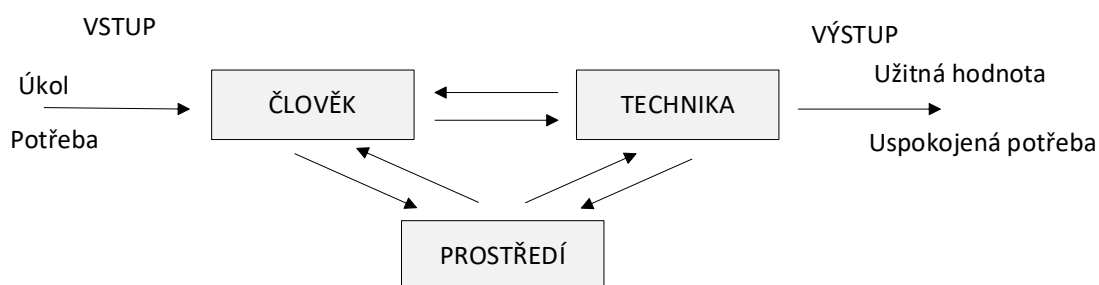 VSTUP
VÝSTUP
Úkol
Potřeba
ČLOVĚK
TECHNIKA
Užitná hodnota
Uspokojená potřeba
PROSTŘEDÍ